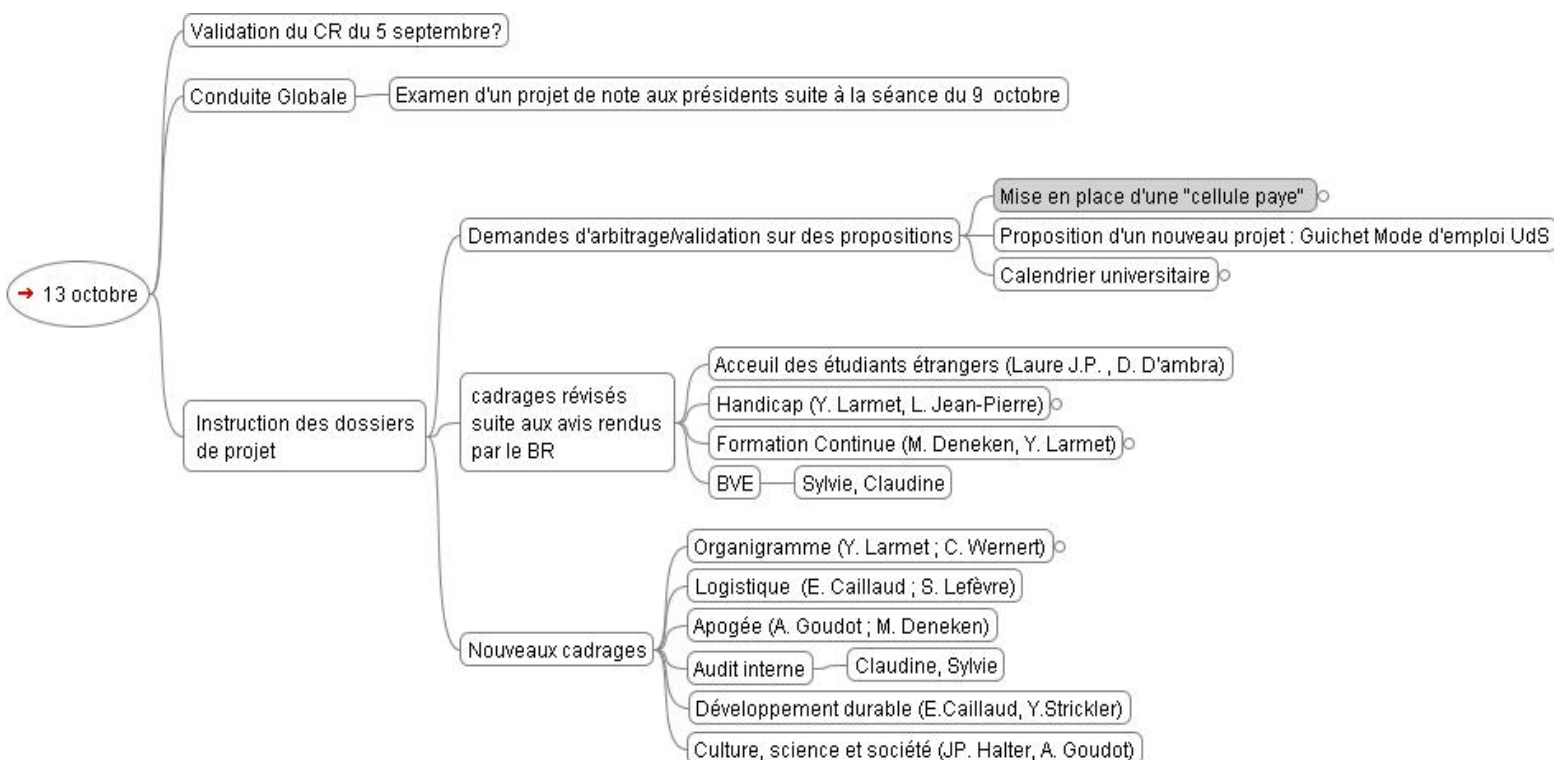 Validation du CR du 5 septembre?
Conduite Globale
Examen d'un projet de note aux présidents suite à la séance du 9 octobre
13 octobre
Instruction des dossiers
de projet
Demandes d'arbitrage/validation sur des propositions
Mise en place d'une "cellule paye"
Proposition d'un nouveau projet : Guichet Mode d'emploi UdS
Calendrier universitaire
cadrages révisés
suite aux avis rendus
par le BR
Acceuil des étudiants étrangers (Laure J.P. , D. D'ambra)
Handicap (Y. Larmet, L. Jean-Pierre)
Formation Continue (M. Deneken, Y. Larmet)
BVE
Sylvie, Claudine
Nouveaux cadrages
Organigramme (Y. Larmet ; C. Wernert)
Logistique (E. Caillaud ; S. Lefèvre)
Apogée (A. Goudot ; M. Deneken)
Audit interne
Claudine, Sylvie
Développement durable (E.Caillaud, Y.Strickler)
Culture, science et société (JP. Halter, A. Goudot)